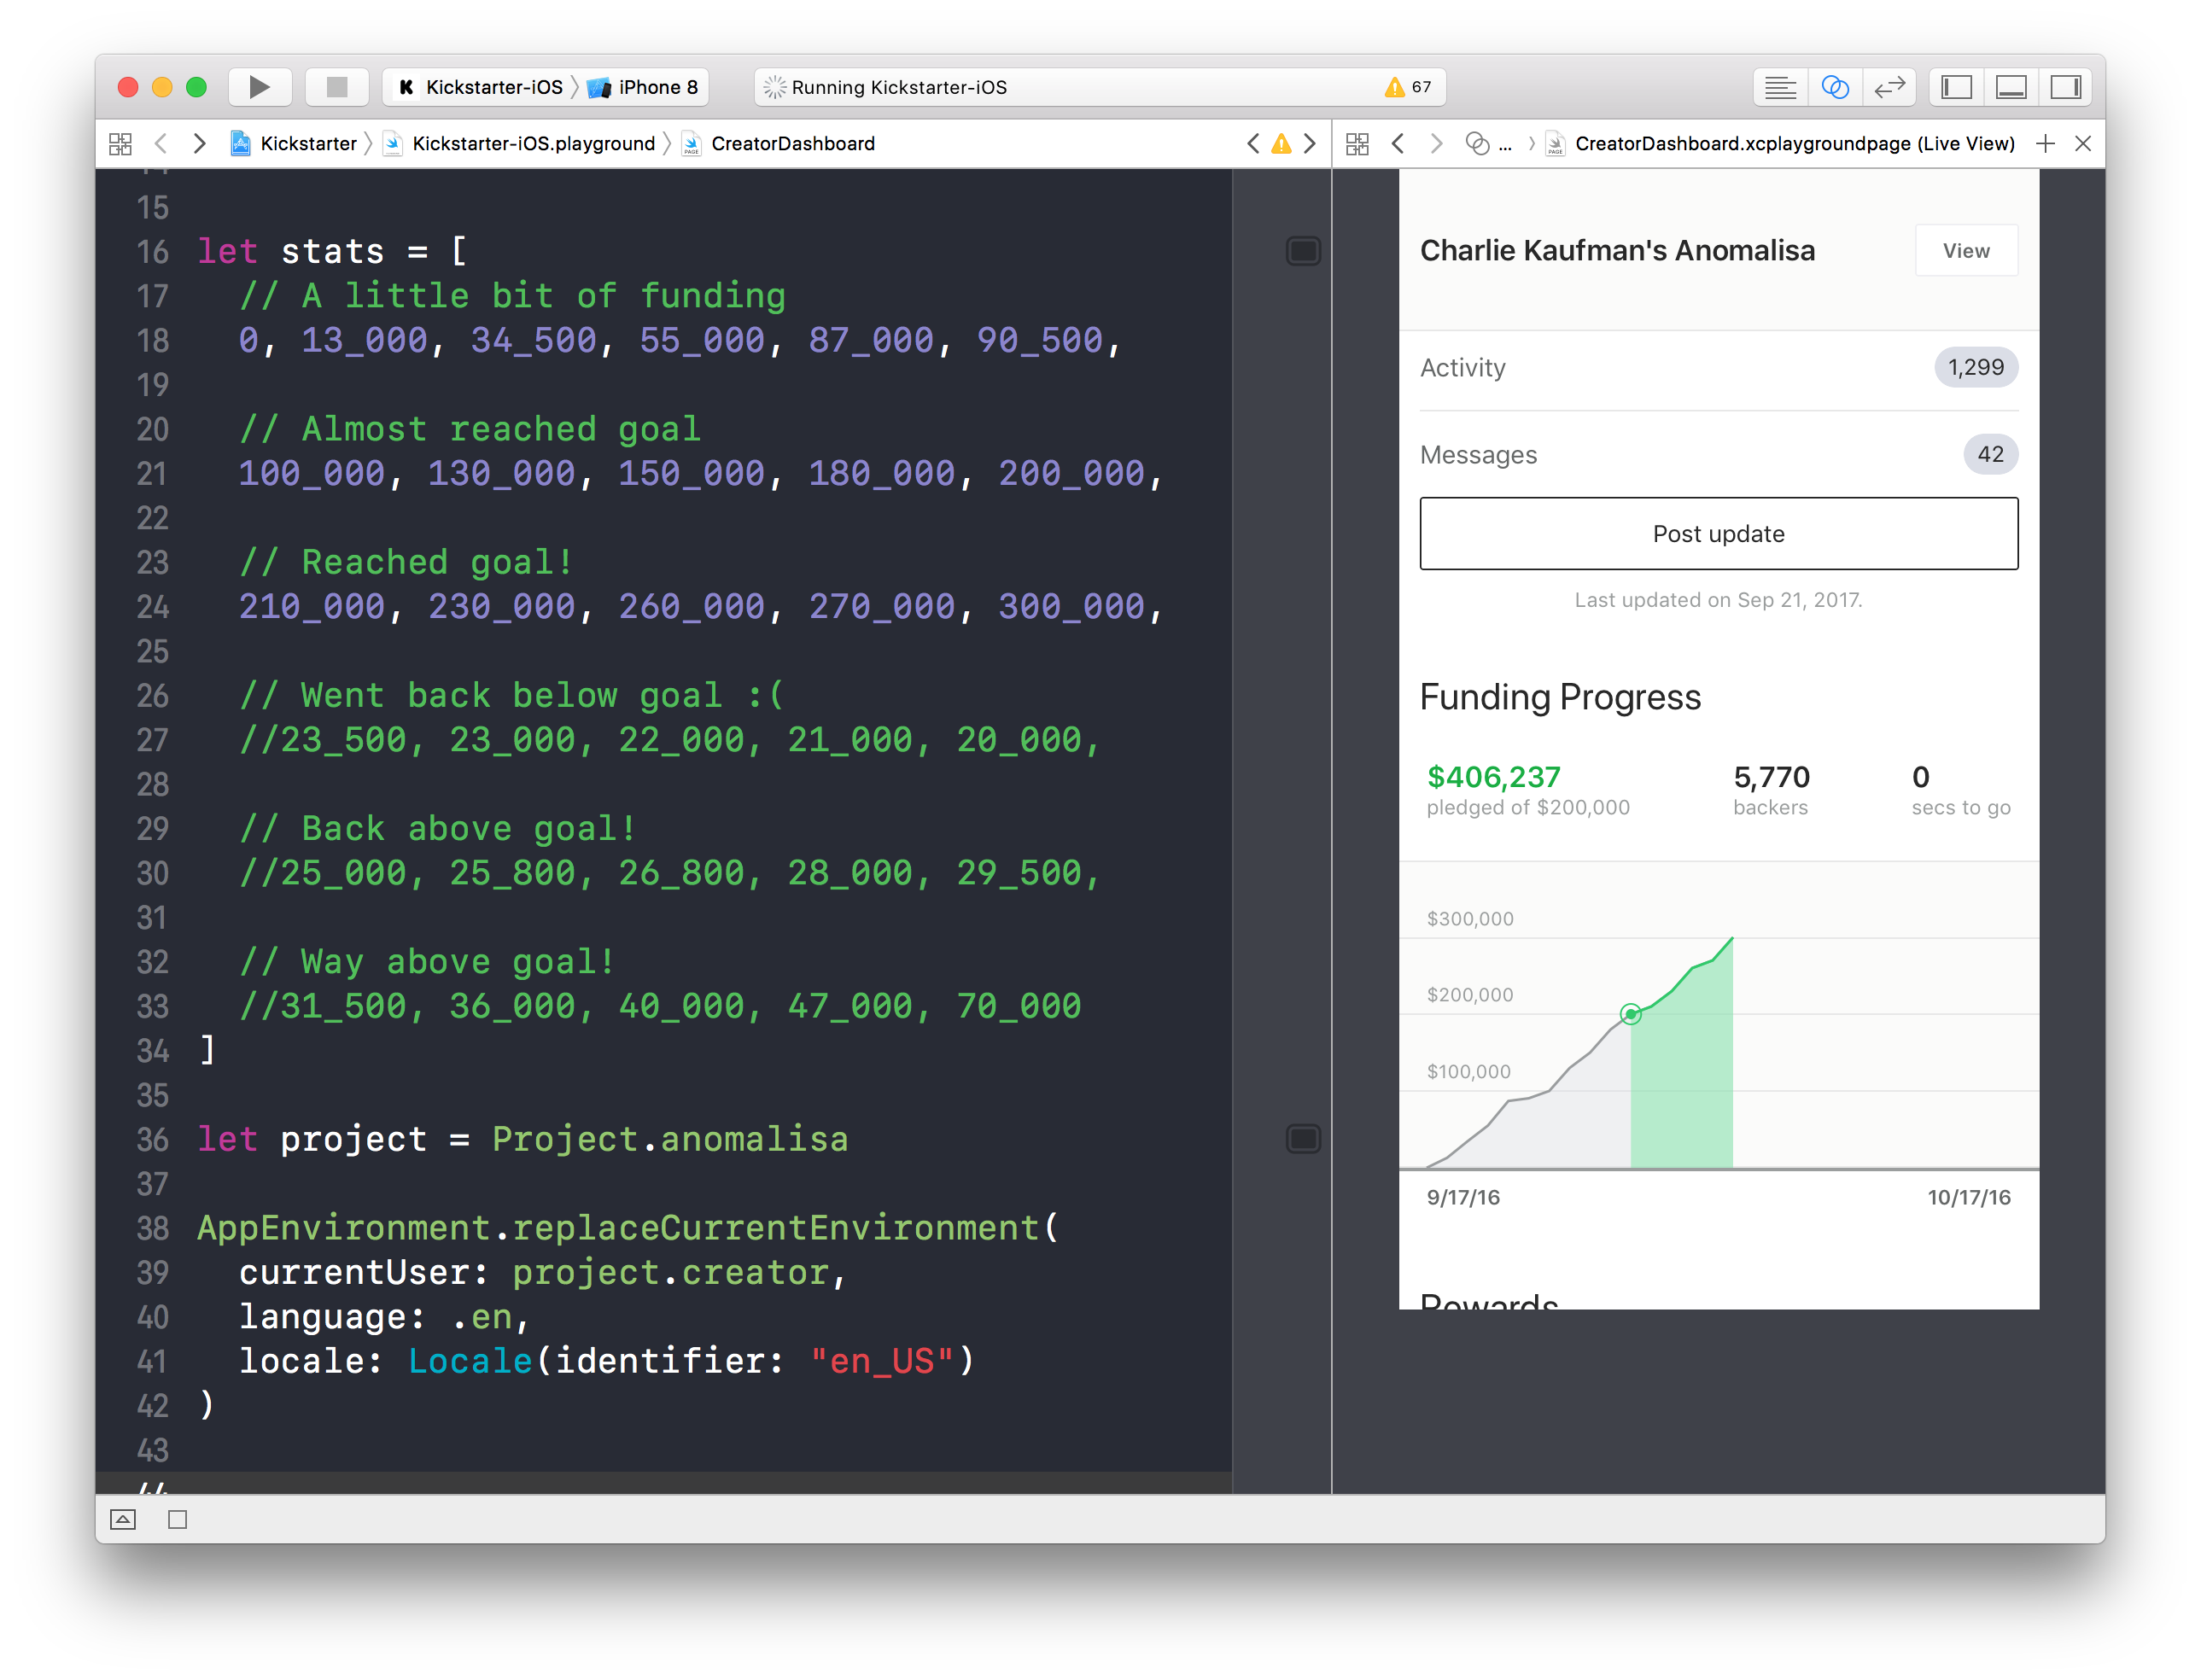 Kickstarter-iOS iPhone 8 Running Kickstarter-iOS 67
Kickstarter Kickstarter-iOS.playground CreatorDashboard
... CreatorDashboard.xcplaygroundpage (Live View)
15
16 let stats = [
17 // A little bit of funding
18 0, 13_000, 34_500, 55_000, 87_000, 90_500,
19
20 // Almost reached goal
21 100_000, 130_000, 150_000, 180_000, 200_000,
22
23 // Reached goal!
24 210_000, 230_000, 260_000, 270_000, 300_000,
25
26 // Went back below goal :(
27 //23_500, 23_000, 22_000, 21_000, 20_000,
28
29 // Back above goal!
30 //25_000, 25_800, 26_800, 28_000, 29_500,
31
32 // Way above goal!
33 //31_500, 36_000, 40_000, 47_000, 70_000
34 ]
35
36 let project = Project.anomalisa
37
38 AppEnvironment.replaceCurrentEnvironment(
39 currentUser: project.creator,
40 language: .en,
41 locale: Locale(identifier: "en_US")
42 )
43
Charlie Kaufman's Anomalisa View
Activity 1,299
Messages 42
Post update
Last updated on Sep 21, 2017.
Funding Progress
$406,237 5,770 0
pledged of $200,000 backers secs to go
$300,000
$200,000
$100,000
9/17/16 10/17/16
Rewards